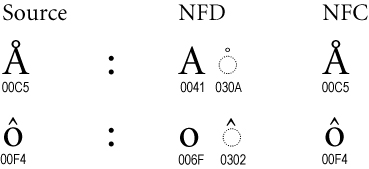 Source NFD NFC
Å : A ◌̊ Å
00C5 0041 030A 00C5
ô : o ◌̂ ô
00F4 006F 0302 00F4